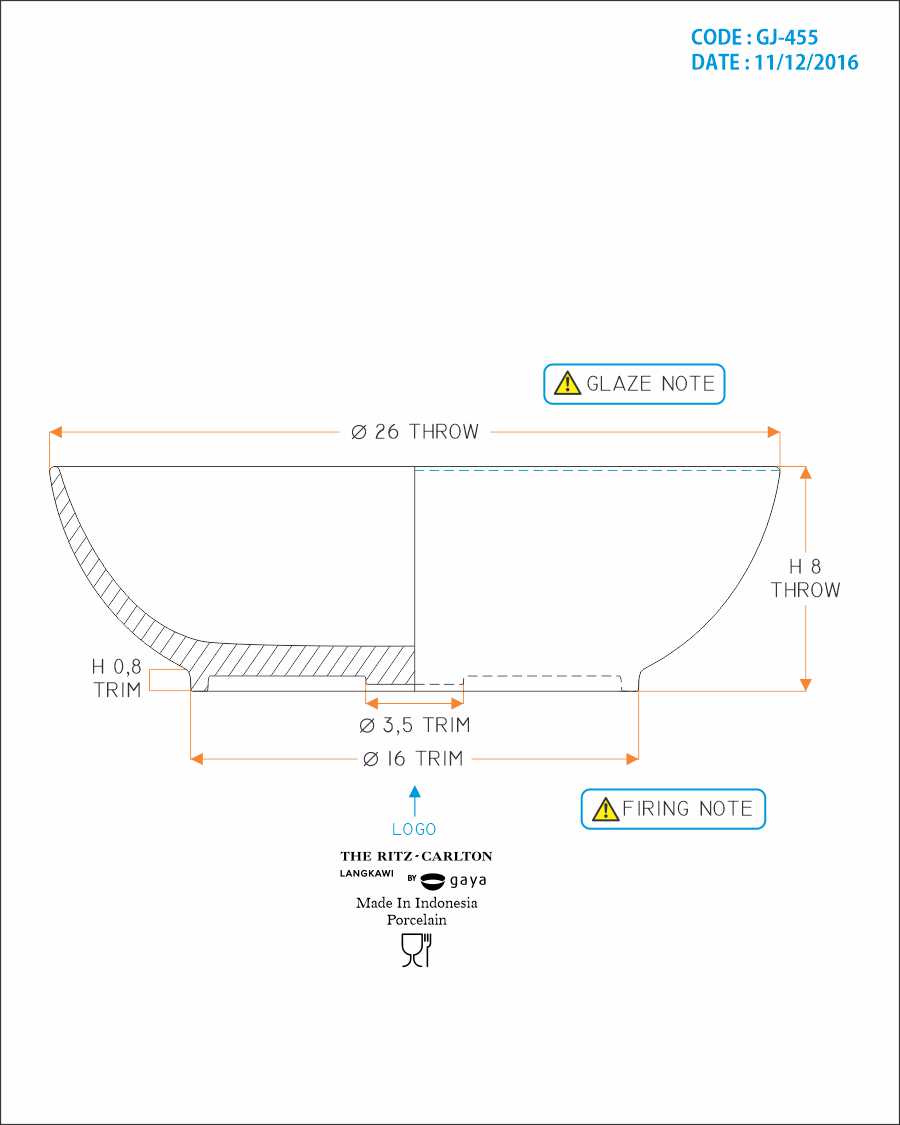 CODE : GJ-455
DATE : 11/12/2016
GLAZE NOTE
Ø 26 THROW
H 8
THROW
H 0,8
TRIM
Ø 3,5 TRIM
Ø 16 TRIM
FIRING NOTE
LOGO
THE RITZ-CARLTON
LANGKAWI BY gaya
Made In Indonesia
Porcelain